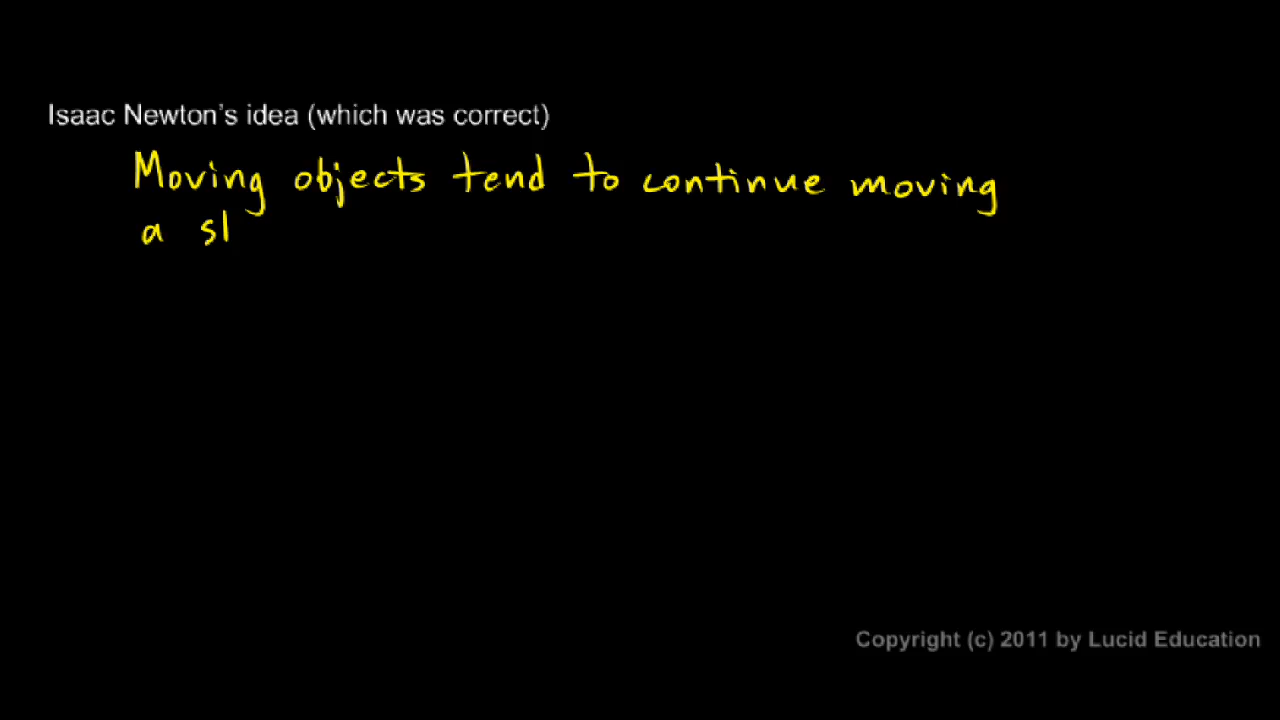 Isaac Newton's idea (which was correct)
Moving objects tend to continue moving
a sl
Copyright (c) 2011 by Lucid Education